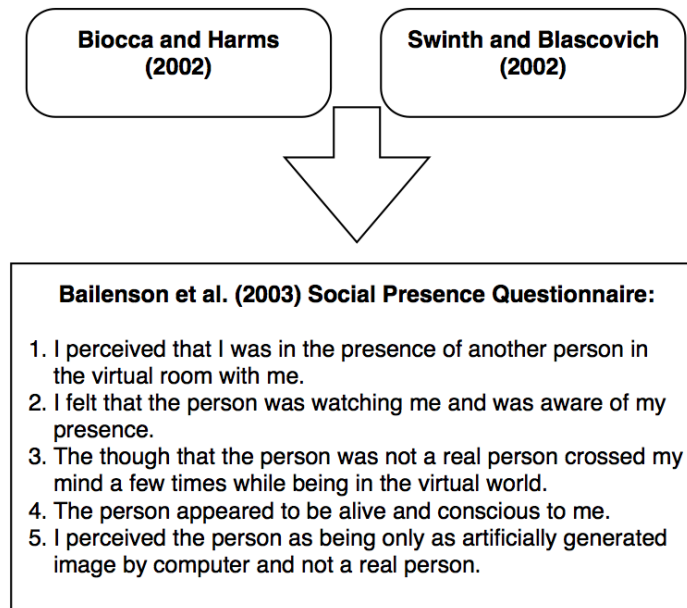 Biocca and Harms
(2002)
Swinth and Blascovich
(2002)
Bailenson et al. (2003) Social Presence Questionnaire:
1. I perceived that I was in the presence of another person in
the virtual room with me.
2. I felt that the person was watching me and was aware of my
presence.
3. The though that the person was not a real person crossed my
mind a few times while being in the virtual world.
4. The person appeared to be alive and conscious to me.
5. I perceived the person as being only as artificially generated
image by computer and not a real person.